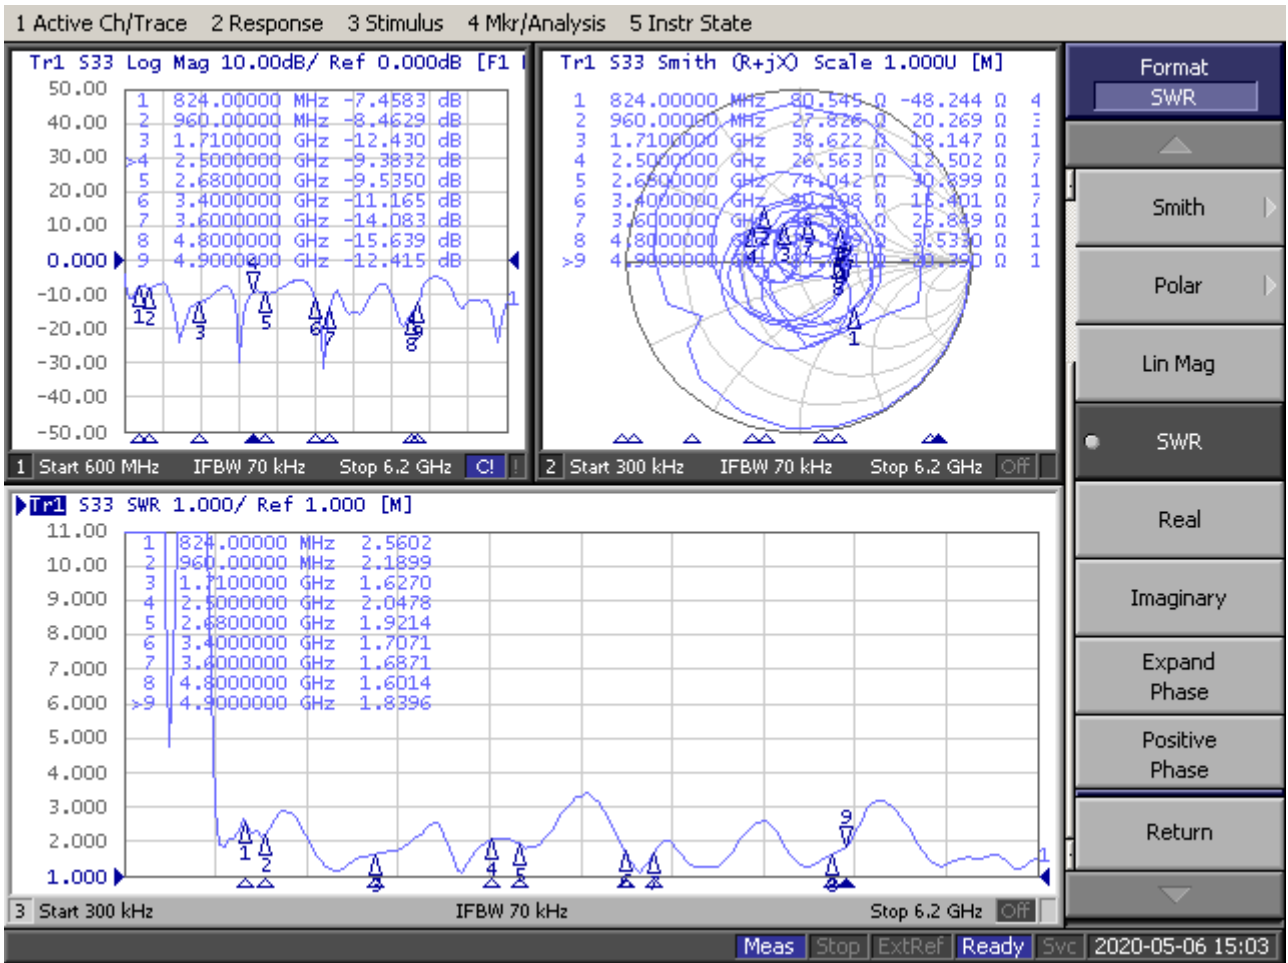 1 Active Ch/Trace 2 Response 3 Stimulus 4 Mkr/Analysis 5 Instr State
Tr1 S33 Log Mag 10.00dB/ Ref 0.000dB [F1
50.00
40.00
30.00
20.00
10.00
0.000
-10.00
-20.00
-30.00
-40.00
-50.00
1 824.00000 MHz -7.4583 dB
2 960.00000 MHz -8.4629 dB
3 1.7100000 GHz -12.430 dB
>4 2.5000000 GHz -9.3832 dB
5 2.6800000 GHz -9.5350 dB
6 3.4000000 GHz -11.165 dB
7 3.6000000 GHz -14.083 dB
8 4.8000000 GHz -15.639 dB
9 4.9000000 GHz -12.415 dB
1 Start 600 MHz IFBW 70 kHz Stop 6.2 GHz C! !
Tr1 S33 Smith (R+jX) Scale 1.000U [M]
1 824.00000 MHz 80.545 Ω -48.244 Ω 4
2 960.00000 MHz 27.826 Ω 20.269 Ω
3 1.7100000 GHz 38.622 Ω 18.147 Ω 1
4 2.5000000 GHz 26.563 Ω 12.502 Ω 7
5 2.6800000 GHz 74.042 Ω 30.899 Ω 1
6 3.4000000 GHz Ω 15.401 Ω 7
7 3.6000000 GHz Ω 25.849 Ω 1
8 4.8000000 GHz Ω 3.5330 Ω 1
>9 4.9000000 GHz Ω Ω 1
2 Start 300 kHz IFBW 70 kHz Stop 6.2 GHz Off
Tr1 S33 SWR 1.000/ Ref 1.000 [M]
11.00
10.00
9.000
8.000
7.000
6.000
5.000
4.000
3.000
2.000
1.000
1 824.00000 MHz 2.5602
2 960.00000 MHz 2.1899
3 1.7100000 GHz 1.6270
4 2.5000000 GHz 2.0478
5 2.6800000 GHz 1.9214
6 3.4000000 GHz 1.7071
7 3.6000000 GHz 1.6871
8 4.8000000 GHz 1.6014
>9 4.9000000 GHz 1.8396
3 Start 300 kHz IFBW 70 kHz Stop 6.2 GHz Off
Format
SWR
Smith
Polar
Lin Mag
SWR
Real
Imaginary
Expand
Phase
Positive
Phase
Return
Meas Stop ExtRef Ready Svc 2020-05-06 15:03